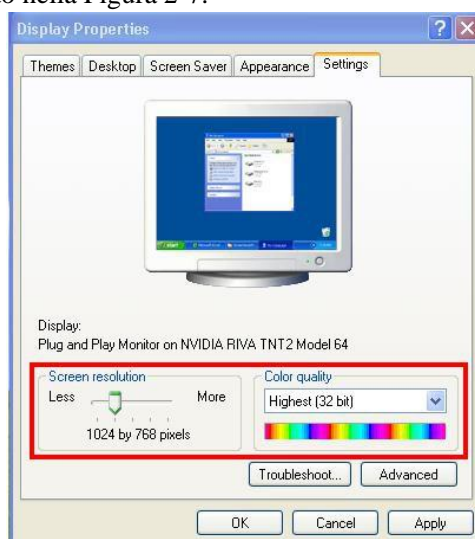 nella Figura 2-7.
Display Properties
Themes Desktop Screen Saver Appearance Settings
Display:
Plug and Play Monitor on NVIDIA RIVA TNT2 Model 64
Screen resolution
Less More
1024 by 768 pixels
Color quality
Highest (32 bit)
Troubleshoot... Advanced
OK Cancel Apply